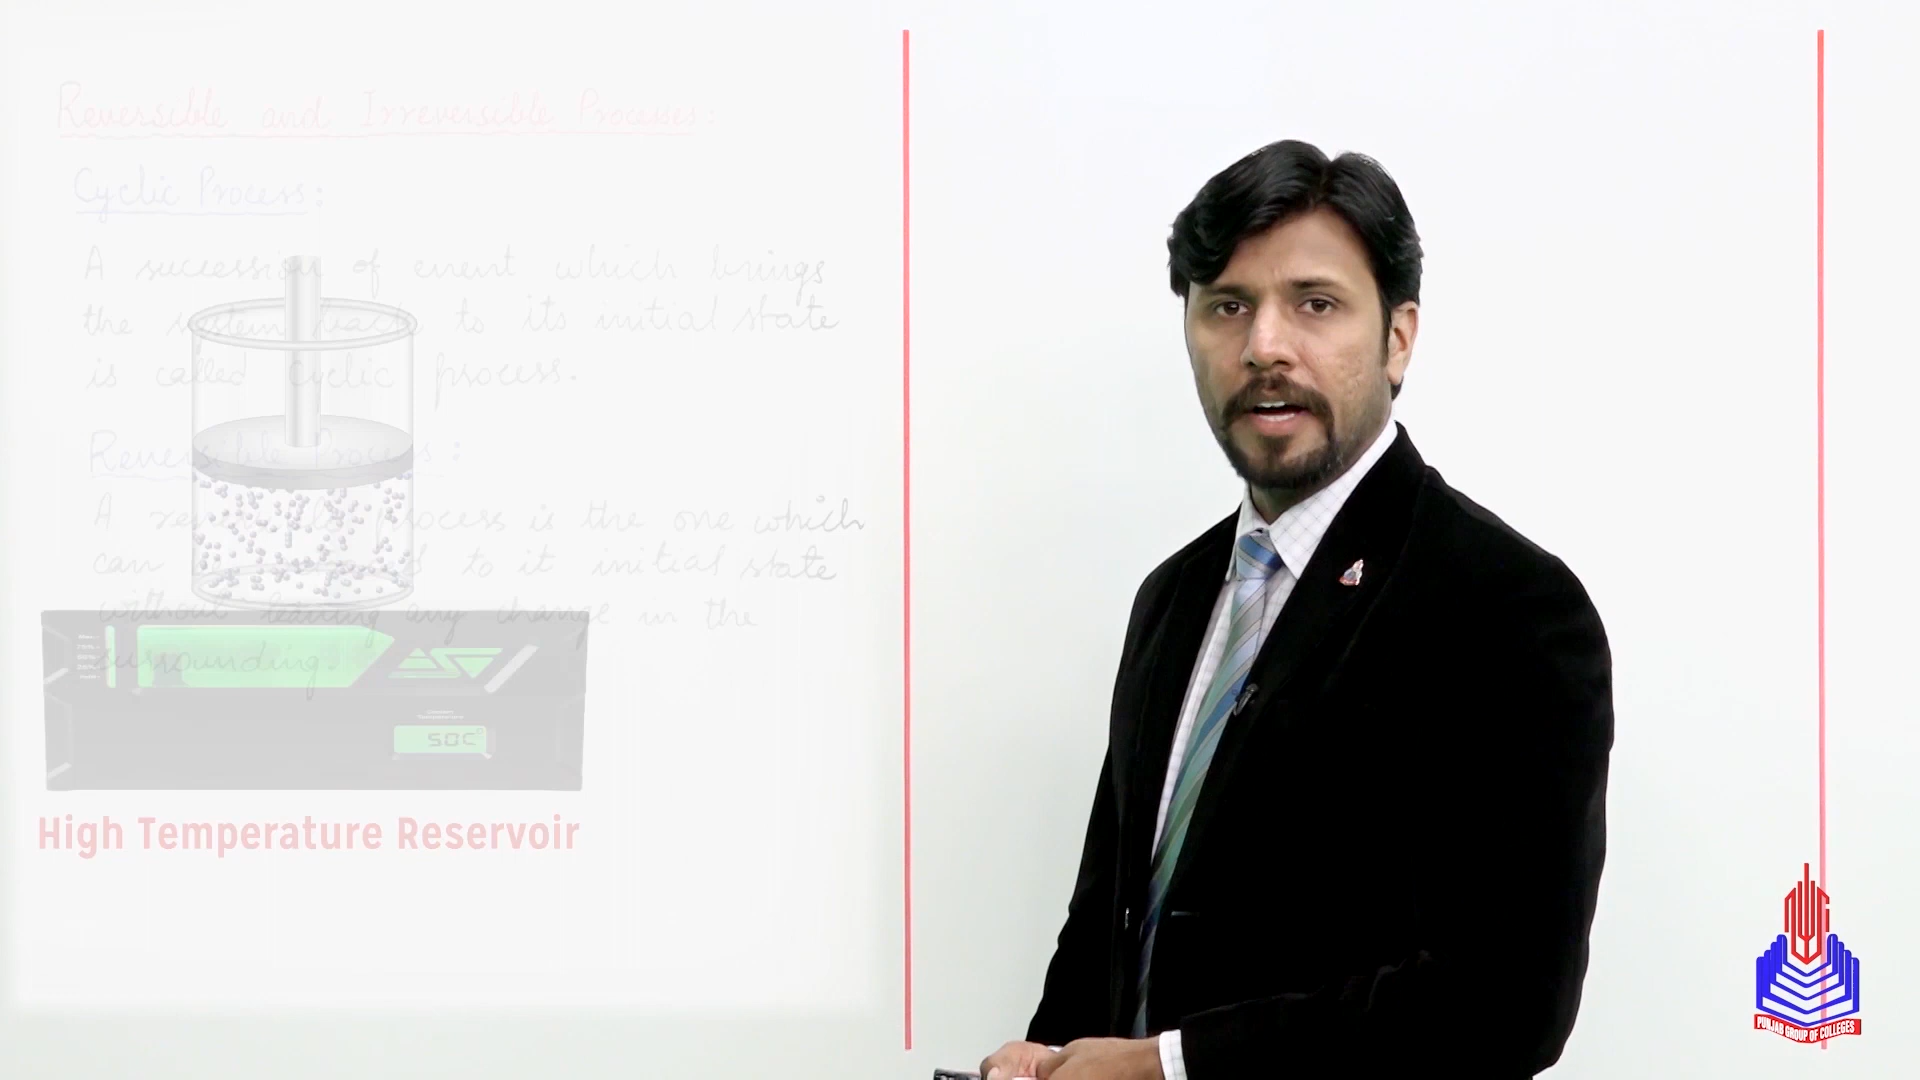 Reversible and Irreversible Processes:
Cyclic Process:
A succession of event which brings
the system back to its initial state
is called cyclic process.
Reversible Process:
A reversible process is the one which
can to it initial state
without leaving any change in the
surrounding.
50C°
High Temperature Reservoir
PUNJAB GROUP OF COLLEGES